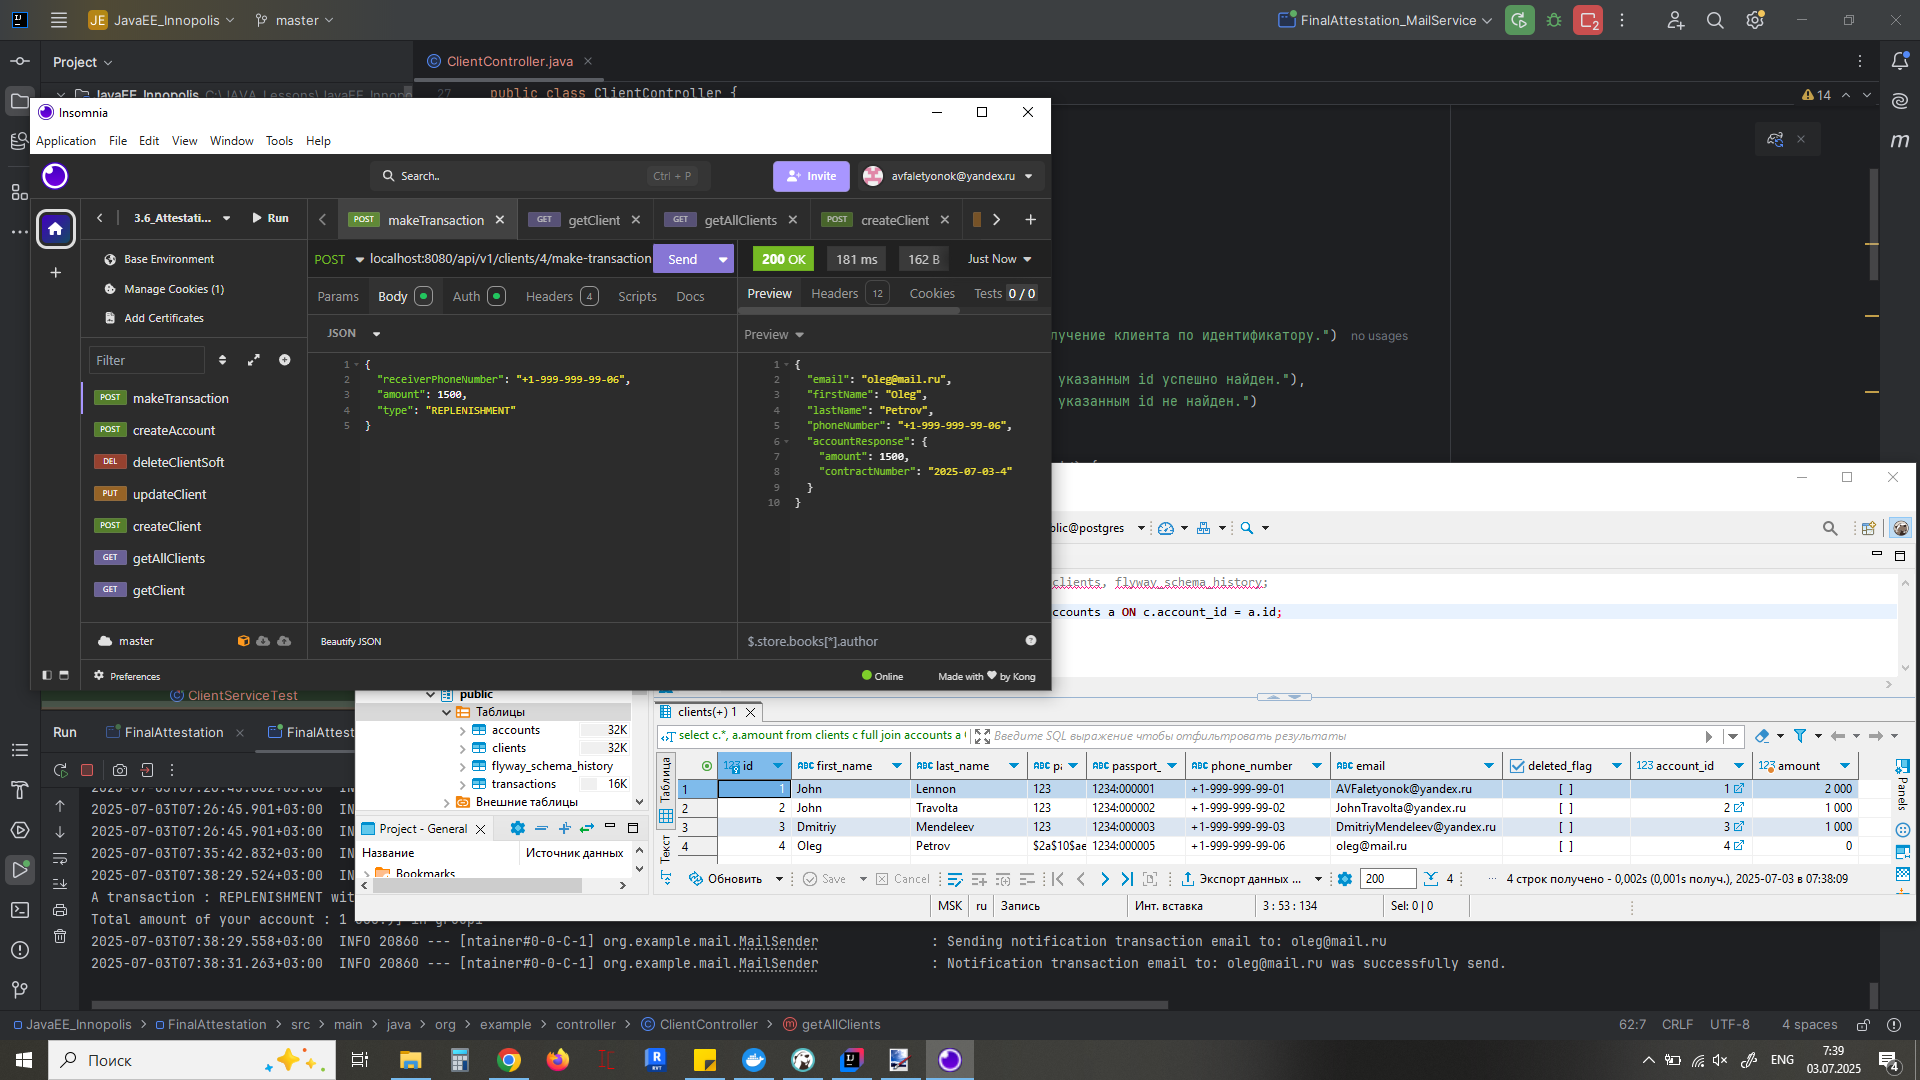 JE JavaEE_Innopolis
master
FinalAttestation_MailService
Project
ClientController.java
JavaEE_Innopolis C:\JAVA_Lessons\JavaEE_Innopo
27 public class ClientController {
14
Insomnia
Application File Edit View Window Tools Help
Search.. Ctrl + P
Invite
avfaletyonok@yandex.ru
3.6_Attestati... Run
POST makeTransaction
GET getClient
GET getAllClients
POST createClient
POST localhost:8080/api/v1/clients/4/make-transaction Send
200 OK 181 ms 162 B Just Now
Base Environment
Manage Cookies (1)
Add Certificates
Params Body Auth Headers 4 Scripts Docs
Preview Headers 12 Cookies Tests 0 / 0
JSON
Preview
Filter
POST makeTransaction
POST createAccount
DEL deleteClientSoft
PUT updateClient
POST createClient
GET getAllClients
GET getClient
1 {
2 "receiverPhoneNumber": "+1-999-999-99-06",
3 "amount": 1500,
4 "type": "REPLENISHMENT"
5 }
1 {
2 "email": "oleg@mail.ru",
3 "firstName": "Oleg",
4 "lastName": "Petrov",
5 "phoneNumber": "+1-999-999-99-06",
6 "accountResponse": {
7 "amount": 1500,
8 "contractNumber": "2025-07-03-4"
9 }
10 }
лучение клиента по идентификатору.") no usages
указанным id успешно найден."),
указанным id не найден.")
master
Beautify JSON
$.store.books[*].author
Preferences
Online
Made with by Kong
blic@postgres
clients, flyway_schema_history;
ccounts a ON c.account_id = a.id;
ClientServiceTest
public
Таблицы
accounts 32K
clients 32K
flyway_schema_history
transactions 16K
Внешние таблицы
Project - General
Название Источник данных
Bookmarks
clients(+) 1
select c.*, a.amount from clients c full join accounts a
Введите SQL выражение чтобы отфильтровать результаты
Таблица
Текст
Panels
123 id ABC first_name ABC last_name ABC pa ABC passport_ ABC phone_number ABC email deleted_flag 123 account_id 123 amount
1 1 John Lennon 123 1234:000001 +1-999-999-99-01 AVFaletyonok@yandex.ru [ ] 1 2 000
2 2 John Travolta 123 1234:000002 +1-999-999-99-02 JohnTravolta@yandex.ru [ ] 2 1 000
3 3 Dmitriy Mendeleev 123 1234:000003 +1-999-999-99-03 DmitriyMendeleev@yandex.ru [ ] 3 1 000
4 4 Oleg Petrov $2a$10$ae 1234:000005 +1-999-999-99-06 oleg@mail.ru [ ] 4 0
Обновить Save Cancel Экспорт данных ... 200 4 ... 4 строк получено - 0,002s (0,001s получ.), 2025-07-03 в 07:38:09
MSK ru Запись Инт. вставка 3 : 53 : 134 Sel: 0 | 0
Run FinalAttestation FinalAttest
2025-07-03T07:26:45.901+03:00 INF
2025-07-03T07:26:45.901+03:00 INF
2025-07-03T07:35:42.832+03:00 INF
2025-07-03T07:38:29.524+03:00 INF
A transaction : REPLENISHMENT wit
Total amount of your account : 1
2025-07-03T07:38:29.558+03:00 INFO 20860 --- [ntainer#0-0-C-1] org.example.mail.MailSender : Sending notification transaction email to: oleg@mail.ru
2025-07-03T07:38:31.263+03:00 INFO 20860 --- [ntainer#0-0-C-1] org.example.mail.MailSender : Notification transaction email to: oleg@mail.ru was successfully send.
JavaEE_Innopolis FinalAttestation src main java org example controller ClientController getAllClients
62:7 CRLF UTF-8 4 spaces
Поиск
ENG
7:39
03.07.2025
4